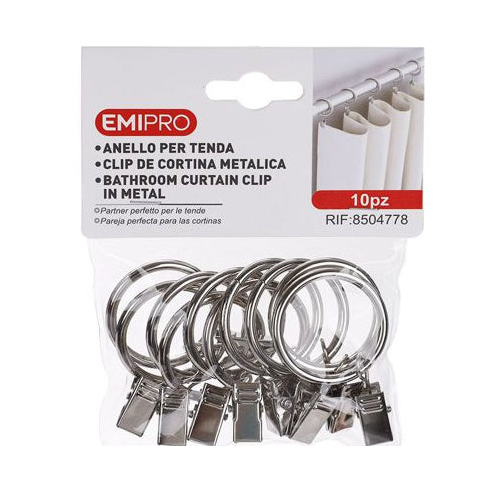 EMIPRO
•ANELLO PER TENDA
•CLIP DE CORTINA METALICA
•BATHROOM CURTAIN CLIP
IN METAL
Partner perfetto per le tende
Pareja perfecta para las cortinas
10pz
RIF:8504778